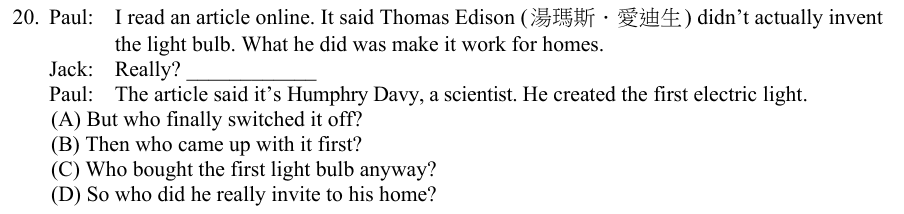 20. Paul: I read an article online. It said Thomas Edison (湯瑪斯．愛迪生) didn’t actually invent
the light bulb. What he did was make it work for homes.
Jack: Really? ____________
Paul: The article said it’s Humphry Davy, a scientist. He created the first electric light.
(A) But who finally switched it off?
(B) Then who came up with it first?
(C) Who bought the first light bulb anyway?
(D) So who did he really invite to his home?